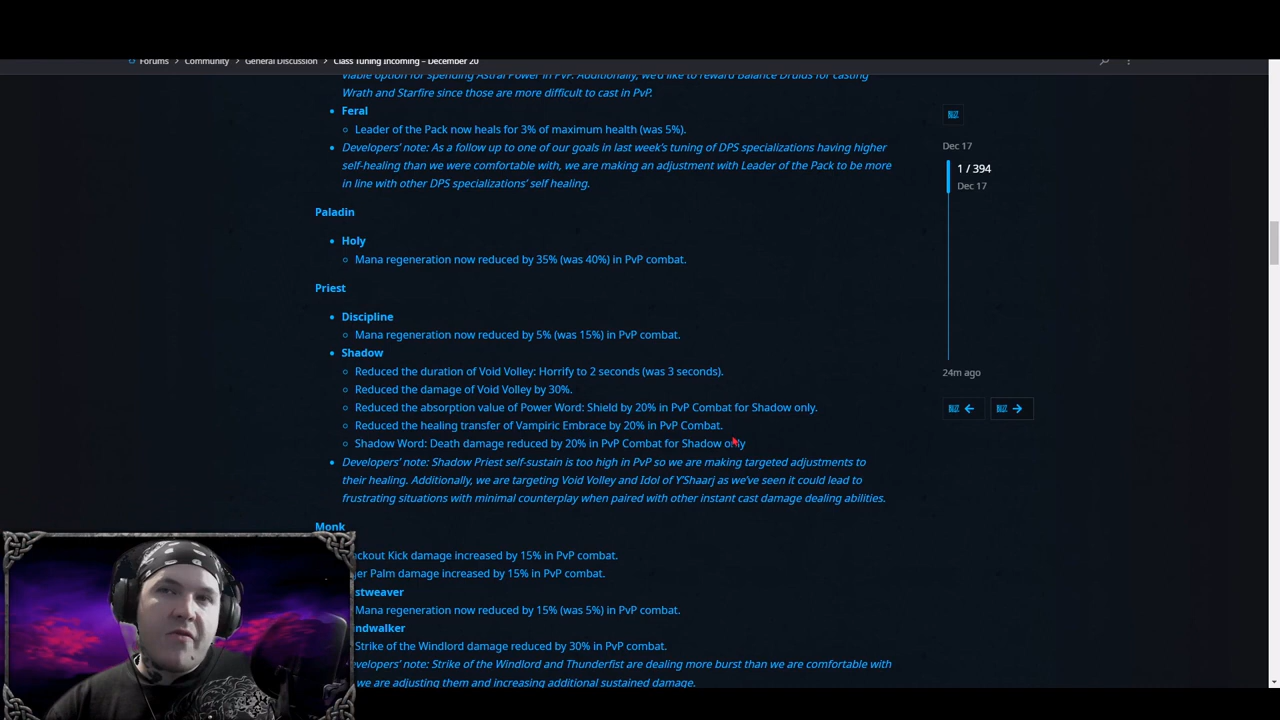 Forums > Community > General Discussion > Class Tuning Incoming – December 20
viable option for spending Astral Power in PvP. Additionally, we'd like to reward Balance Druids for casting
Wrath and Starfire since those are more difficult to cast in PvP.
Feral
Leader of the Pack now heals for 3% of maximum health (was 5%).
Developers' note: As a follow up to one of our goals in last week's tuning of DPS specializations having higher
self-healing than we were comfortable with, we are making an adjustment with Leader of the Pack to be more
in line with other DPS specializations' self healing.
Paladin
Holy
Mana regeneration now reduced by 35% (was 40%) in PvP combat.
Priest
Discipline
Mana regeneration now reduced by 5% (was 15%) in PvP combat.
Shadow
Reduced the duration of Void Volley: Horrify to 2 seconds (was 3 seconds).
Reduced the damage of Void Volley by 30%.
Reduced the absorption value of Power Word: Shield by 20% in PvP Combat for Shadow only.
Reduced the healing transfer of Vampiric Embrace by 20% in PvP Combat.
Shadow Word: Death damage reduced by 20% in PvP Combat for Shadow only
Developers' note: Shadow Priest self-sustain is too high in PvP so we are making targeted adjustments to
their healing. Additionally, we are targeting Void Volley and Idol of Y'Shaarj as we've seen it could lead to
frustrating situations with minimal counterplay when paired with other instant cast damage dealing abilities.
Monk
ackout Kick damage increased by 15% in PvP combat.
ger Palm damage increased by 15% in PvP combat.
stweaver
Mana regeneration now reduced by 15% (was 5%) in PvP combat.
indwalker
Strike of the Windlord damage reduced by 30% in PvP combat.
evelopers' note: Strike of the Windlord and Thunderfist are dealing more burst than we are comfortable with
we are adjusting them and increasing additional sustained damage.
Dec 17
1 / 394
Dec 17
24m ago